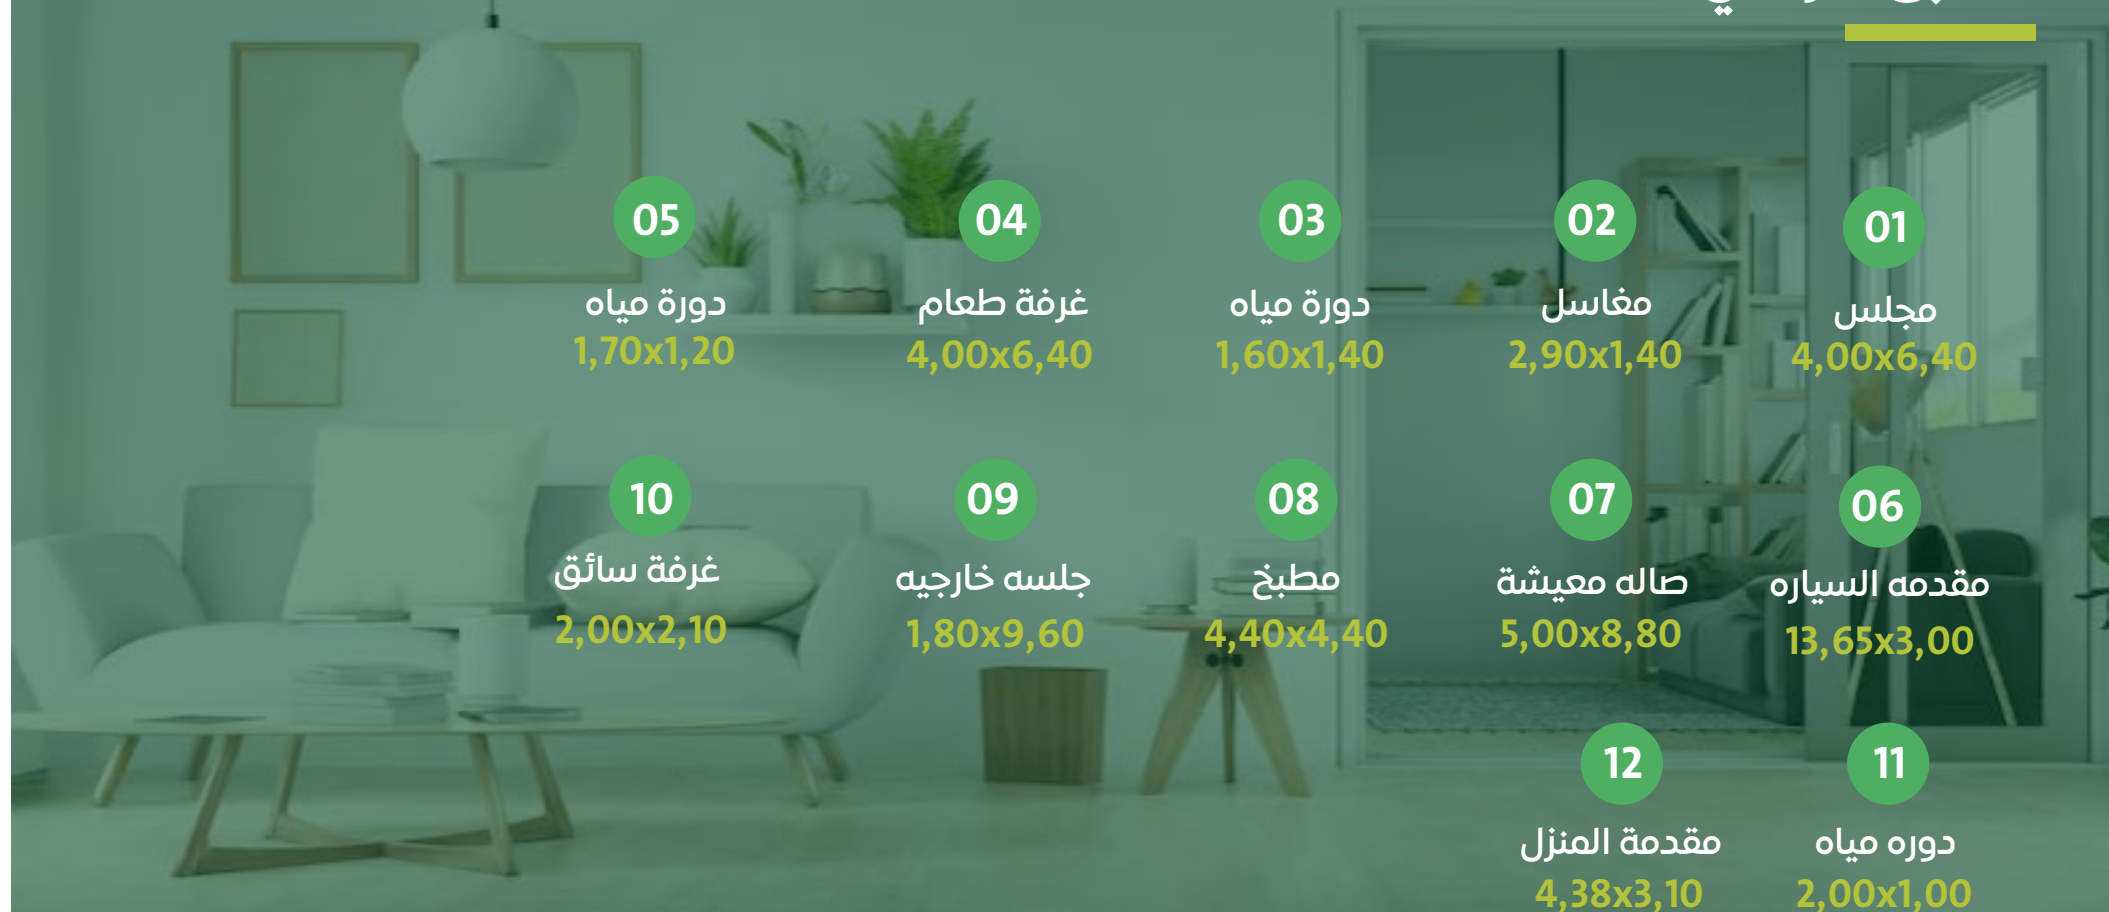 01
مجلس
4,00x6,40
02
مغاسل
2,90x1,40
03
دورة مياه
1,60x1,40
04
غرفة طعام
4,00x6,40
05
دورة مياه
1,70x1,20
06
مقدمه السياره
13,65x3,00
07
صاله معيشة
5,00x8,80
08
مطبخ
4,40x4,40
09
جلسه خارجيه
1,80x9,60
10
غرفة سائق
2,00x2,10
11
دوره مياه
2,00x1,00
12
مقدمة المنزل
4,38x3,10